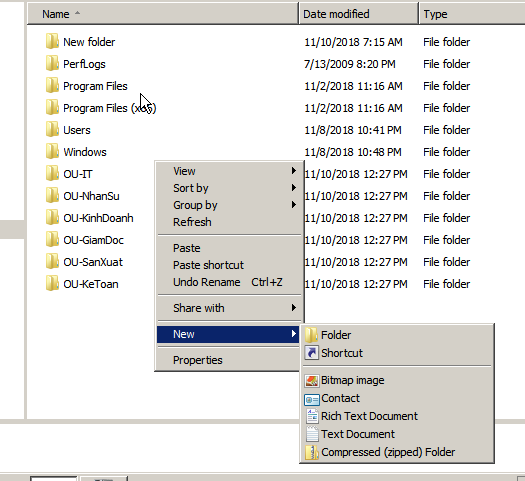 Name Date modified Type
New folder 11/10/2018 7:15 AM File folder
PerfLogs 7/13/2009 8:20 PM File folder
Program Files 11/2/2018 11:16 AM File folder
Program Files (x86) 11/2/2018 11:16 AM File folder
Users 11/8/2018 10:41 PM File folder
Windows 11/8/2018 10:48 PM File folder
OU-IT 11/10/2018 12:27 PM File folder
OU-NhanSu 11/10/2018 12:27 PM File folder
OU-KinhDoanh 11/10/2018 12:27 PM File folder
OU-GiamDoc 11/10/2018 12:27 PM File folder
OU-SanXuat 11/10/2018 12:27 PM File folder
OU-KeToan 11/10/2018 12:27 PM File folder
View
Sort by
Group by
Refresh
Paste
Paste shortcut
Undo Rename Ctrl+Z
Share with
New
Properties
Folder
Shortcut
Bitmap image
Contact
Rich Text Document
Text Document
Compressed (zipped) Folder